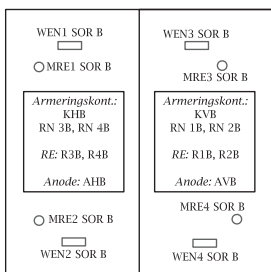 WEN1 SOR B
MRE1 SOR B
Armeringskont.:
KHB
RN 3B, RN 4B
RE: R3B, R4B
Anode: AHB
MRE2 SOR B
WEN2 SOR B
WEN3 SOR B
MRE3 SOR B
Armeringskont.:
KVB
RN 1B, RN 2B
RE: R1B, R2B
Anode: AVB
MRE4 SOR B
WEN4 SOR B